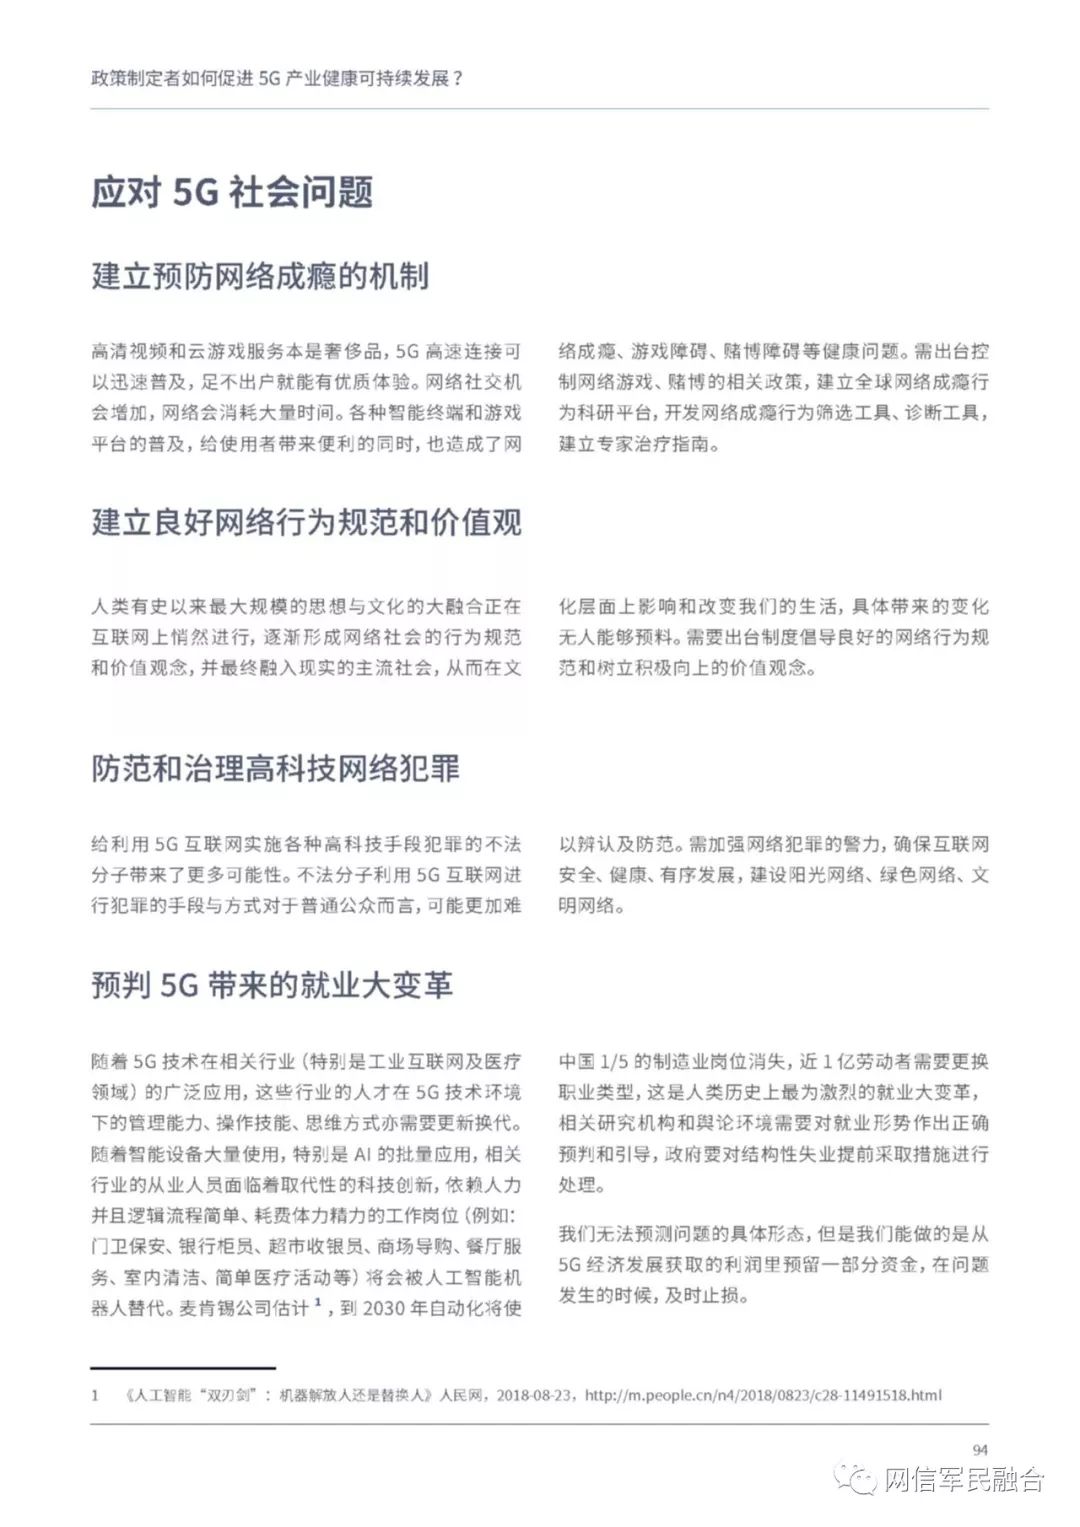 政策制定者如何促进 5G 产业健康可持续发展？
应对 5G 社会问题
建立预防网络成瘾的机制
高清视频和云游戏服务本是奢侈品，5G 高速连接可
以迅速普及，足不出户就能有优质体验。网络社交机
会增加，网络会消耗大量时间。各种智能终端和游戏
平台的普及，给使用者带来便利的同时，也造成了网
络成瘾、游戏障碍、赌博障碍等健康问题。需出台控
制网络游戏、赌博的相关政策，建立全球网络成瘾行
为科研平台，开发网络成瘾行为筛选工具、诊断工具，
建立专家治疗指南。
建立良好网络行为规范和价值观
人类有史以来最大规模的思想与文化的大融合正在
互联网上悄然进行，逐渐形成网络社会的行为规范
和价值观念，并最终融入现实的主流社会，从而在文
化层面上影响和改变我们的生活，具体带来的变化
无人能够预料。需要出台制度倡导良好的网络行为规
范和树立积极向上的价值观念。
防范和治理高科技网络犯罪
给利用 5G 互联网实施各种高科技手段犯罪的不法
分子带来了更多可能性。不法分子利用 5G 互联网进
行犯罪的手段与方式对于普通公众而言，可能更加难
以辨认及防范。需加强网络犯罪的警力，确保互联网
安全、健康、有序发展，建设阳光网络、绿色网络、文
明网络。
预判 5G 带来的就业大变革
随着 5G 技术在相关行业（特别是工业互联网及医疗
领域）的广泛应用，这些行业的人才在 5G 技术环境
下的管理能力、操作技能、思维方式亦需要更新换代。
随着智能设备大量使用，特别是 AI 的批量应用，相关
行业的从业人员面临着取代性的科技创新，依赖人力
并且逻辑流程简单、耗费体力精力的工作岗位（例如：
门卫保安、银行柜员、超市收银员、商场导购、餐厅服
务、室内清洁、简单医疗活动等）将会被人工智能机
器人替代。麦肯锡公司估计 1 ，到 2030 年自动化将使
中国 1/5 的制造业岗位消失，近 1 亿劳动者需要更换
职业类型，这是人类历史上最为激烈的就业大变革，
相关研究机构和舆论环境需要对就业形势作出正确
预判和引导，政府要对结构性失业提前采取措施进行
处理。
我们无法预测问题的具体形态，但是我们能做的是从
5G 经济发展获取的利润里预留一部分资金，在问题
发生的时候，及时止损。
1 《人工智能“双刃剑”：机器解放人还是替换人》人民网，2018-08-23，http://m.people.cn/n4/2018/0823/c28-11491518.html
94
网信军民融合